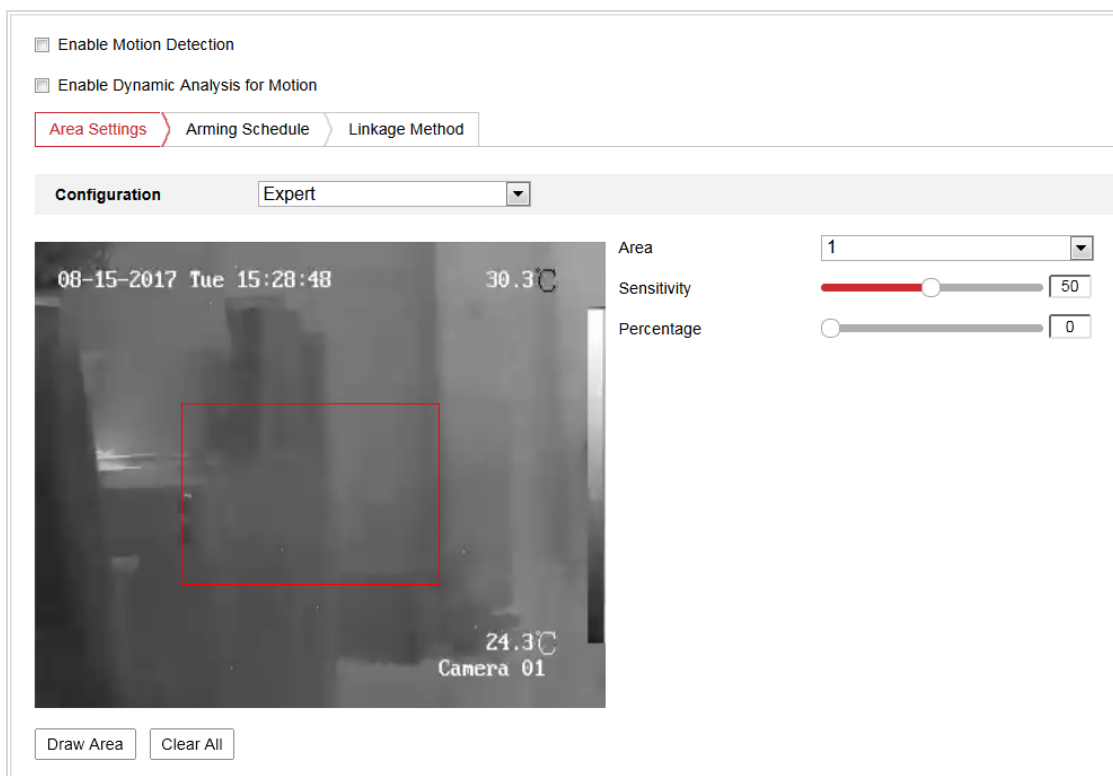 Enable Motion Detection
Enable Dynamic Analysis for Motion
Area Settings Arming Schedule Linkage Method
Configuration Expert
Area 1
08-15-2017 Tue 15:28:48 30.3℃
Sensitivity 50
Percentage 0
24.3℃
Camera 01
Draw Area Clear All